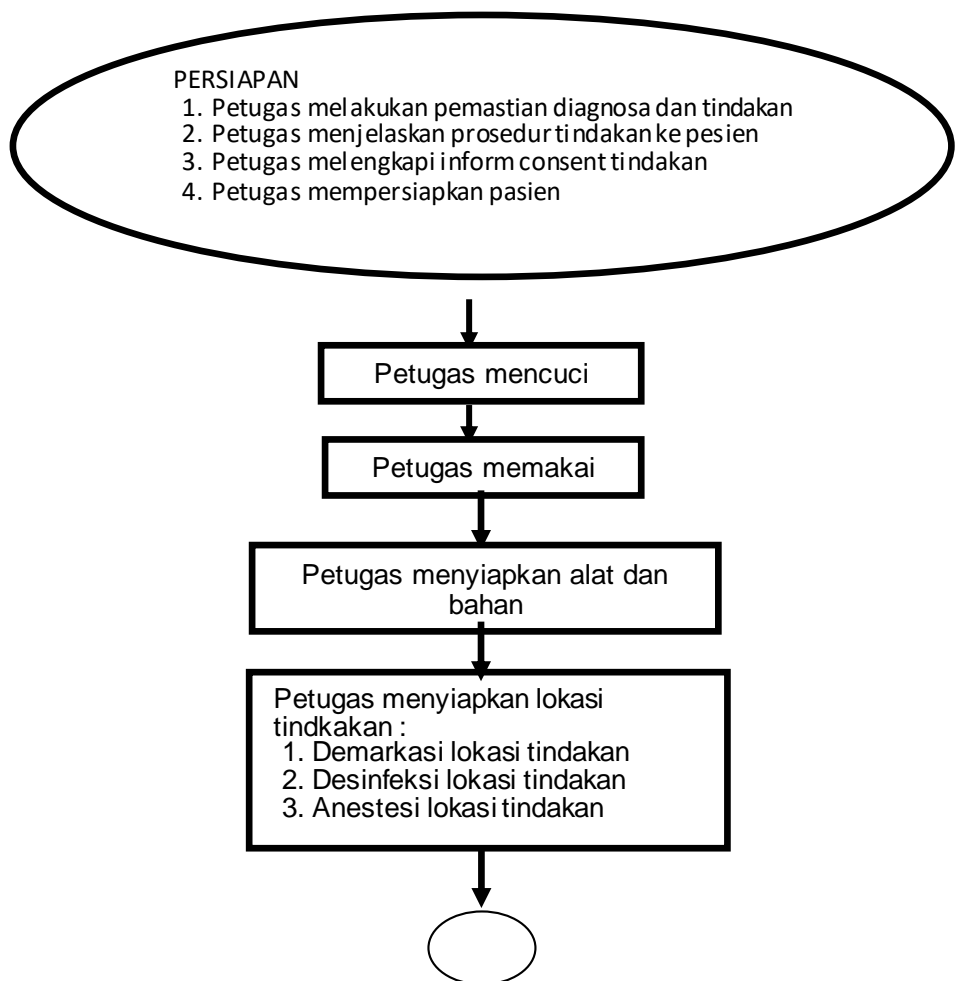 PERSIAPAN
1. Petugas melakukan pemastian diagnosa dan tindakan
2. Petugas menjelaskan prosedur tindakan ke pesien
3. Petugas melengkapi inform consent tindakan
4. Petugas mempersiapkan pasien
Petugas mencuci
Petugas memakai
Petugas menyiapkan alat dan
bahan
Petugas menyiapkan lokasi
tindkakan :
1. Demarkasi lokasi tindakan
2. Desinfeksi lokasi tindakan
3. Anestesi lokasi tindakan